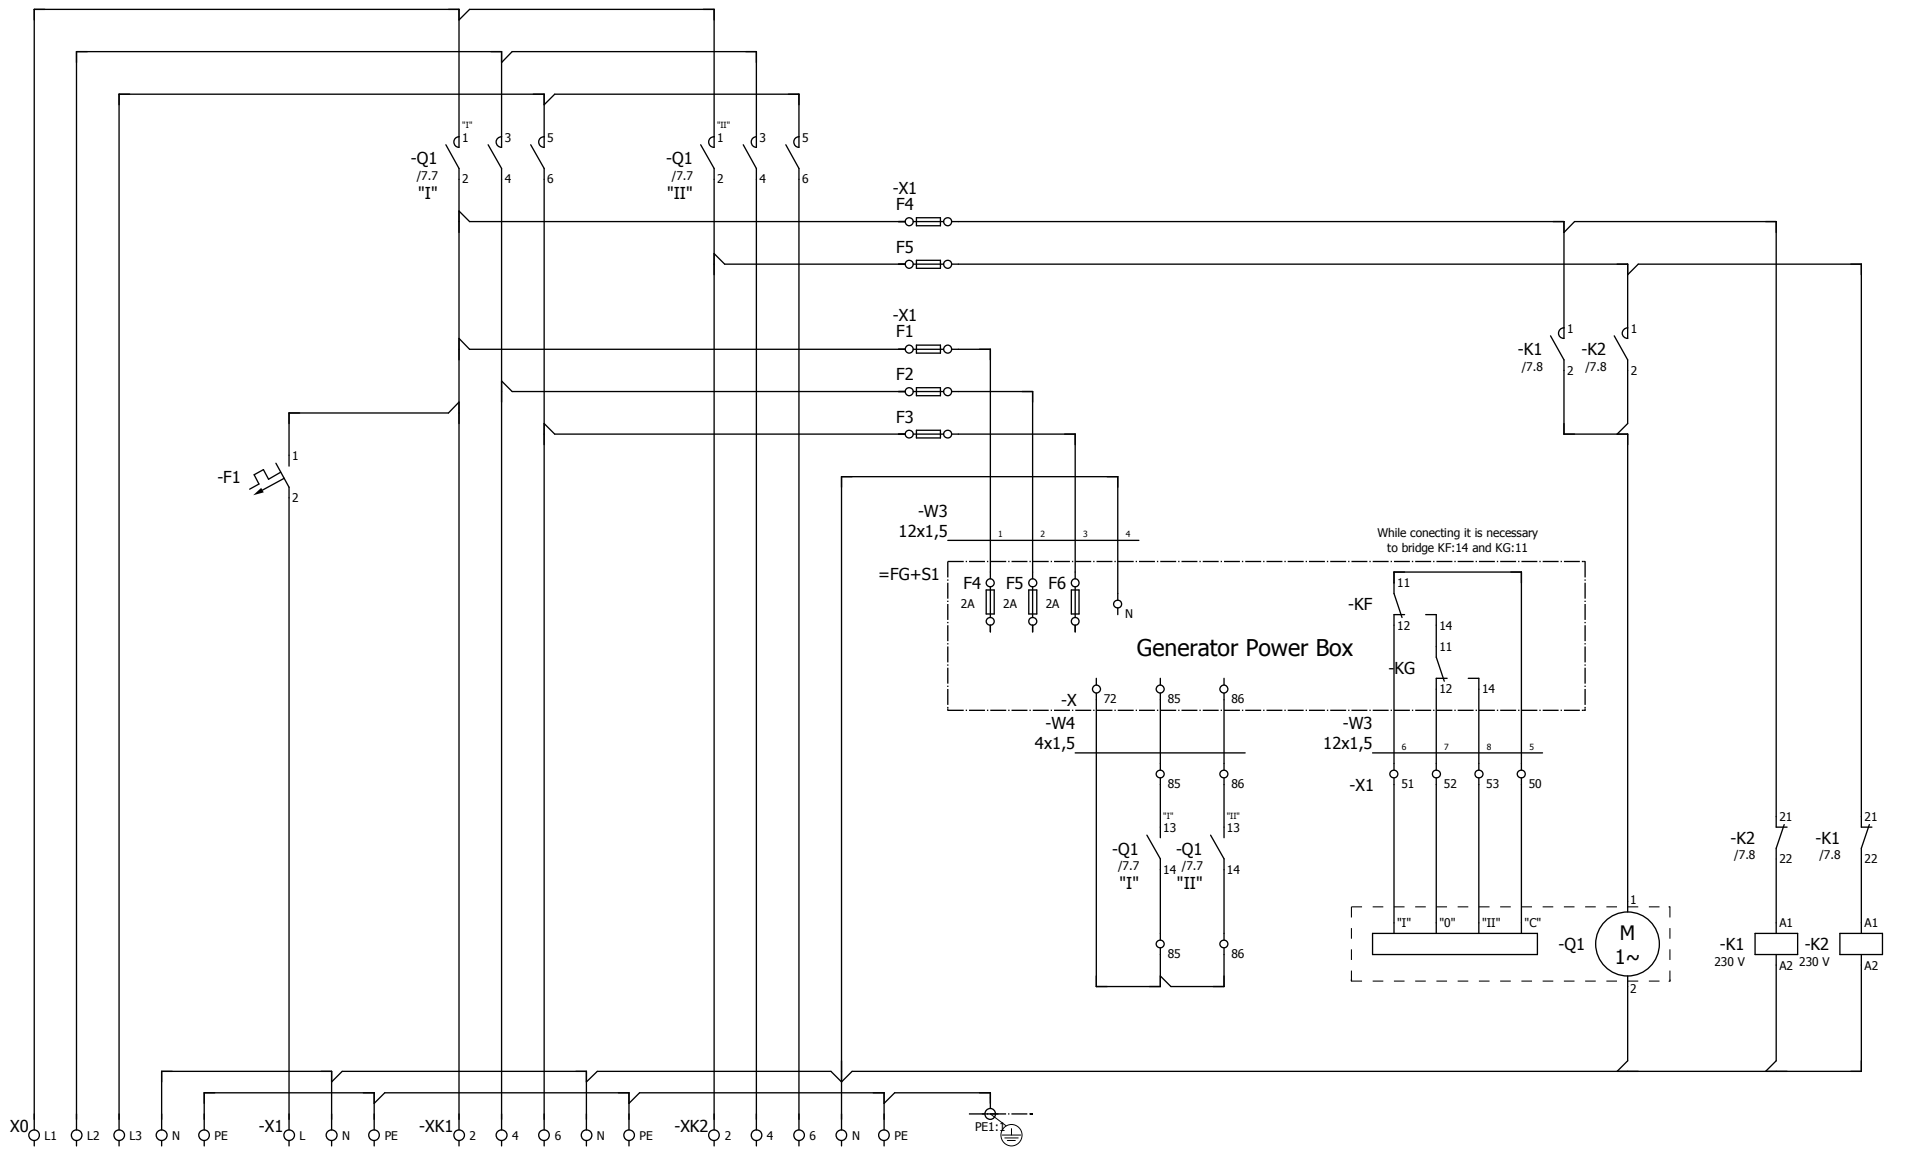 "I"
1
3
5
-Q1
/7.7
"I"
2
4
6
"II"
1
3
5
-Q1
/7.7
"II"
2
4
6
-X1
F4
F5
-X1
F1
F2
F3
-K1
/7.8
1
2
-K2
/7.8
1
2
-F1
1
2
-W3
12x1,5
1
2
3
4
While conecting it is necessary
to bridge KF:14 and KG:11
=FG+S1
F4
2A
F5
2A
F6
2A
N
Generator Power Box
-KF
11
12
14
-KG
11
12
14
-X
72
85
86
-W4
4x1,5
-W3
12x1,5
6
7
8
5
85
86
-X1
51
52
53
50
"I"
13
-Q1
/7.7
"I"
14
"II"
13
-Q1
/7.7
"II"
14
85
86
"I"
"0"
"II"
"C"
-Q1
M
1~
1
2
-K2
/7.8
21
22
-K1
/7.8
21
22
-K1
230 V
A1
A2
-K2
230 V
A1
A2
X0
L1
L2
L3
N
PE
-X1
L
N
PE
-XK1
2
4
6
N
PE
-XK2
2
4
6
N
PE
PE1:1